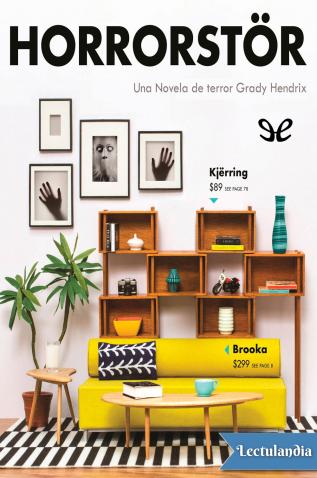 HORRORSTÖR
Una Novela de terror Grady Hendrix
Kjërring
$89 SEE PAGE 78
Brooka
$299 SEE PAGE 8
Lectulandia